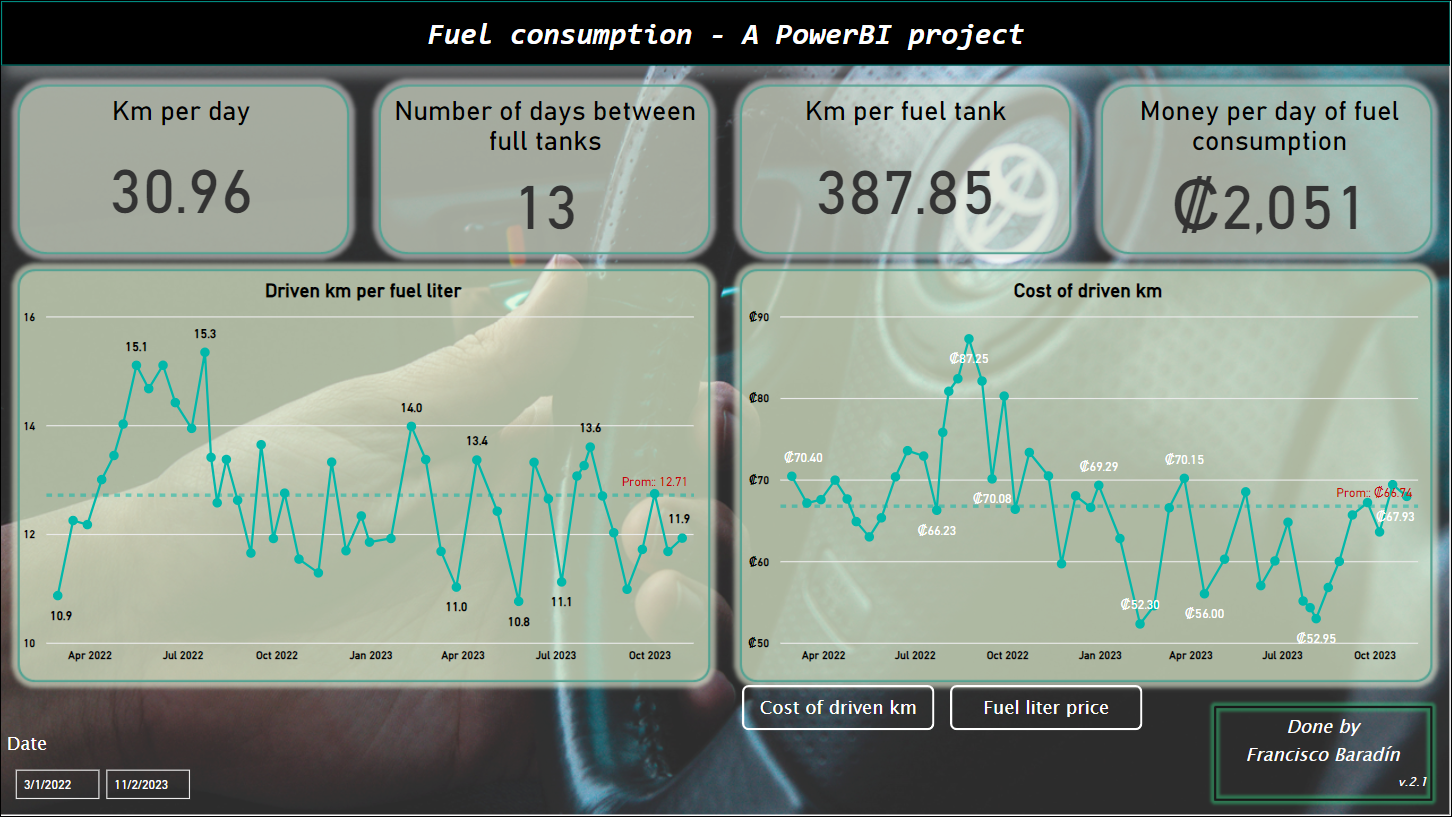 Fuel consumption - A PowerBI project
Km per day
30.96
Number of days between
full tanks
13
Km per fuel tank
387.85
Money per day of fuel
consumption
₡2,051
Driven km per fuel liter
16
14
12
10
15.1
15.3
14.0
13.4
13.6
Prom.: 12.71
11.9
10.9
11.0
10.8
11.1
Apr 2022
Jul 2022
Oct 2022
Jan 2023
Apr 2023
Jul 2023
Oct 2023
Cost of driven km
₡90
₡80
₡70
₡60
₡50
₡87.25
₡70.40
₡69.29
₡70.15
₡70.08
₡66.23
Prom.: ₡66.74
₡67.93
₡52.30
₡56.00
₡52.95
Apr 2022
Jul 2022
Oct 2022
Jan 2023
Apr 2023
Jul 2023
Oct 2023
Cost of driven km
Fuel liter price
Date
3/1/2022
11/2/2023
Done by
Francisco Baradín
v.2.1